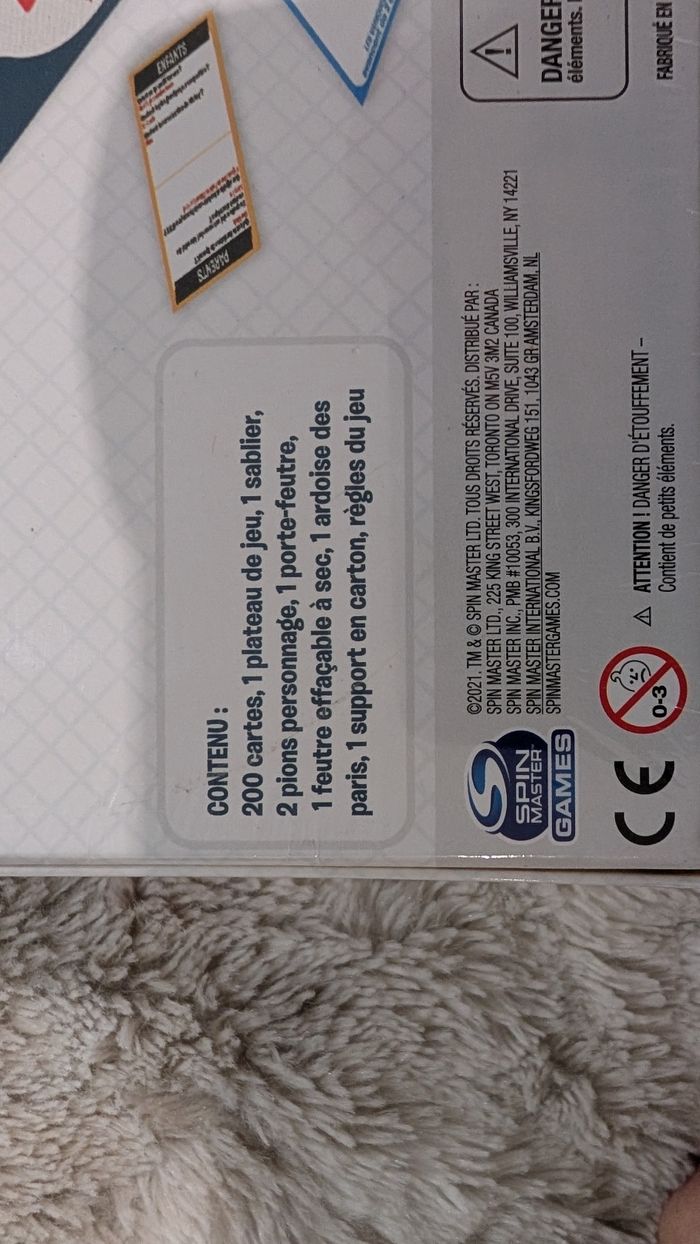 ENFANTS
PARENTS
CONTENU :
200 cartes, 1 plateau de jeu, 1 sablier,
2 pions personnage, 1 porte-feutre,
1 feutre effaçable à sec, 1 ardoise des
paris, 1 support en carton, règles du jeu
©2021. TM & © SPIN MASTER LTD. TOUS DROITS RÉSERVÉS. DISTRIBUÉ PAR :
SPIN MASTER LTD., 225 KING STREET WEST, TORONTO ON M5V 3M2 CANADA
SPIN MASTER INC., PMB #10053, 300 INTERNATIONAL DRIVE, SUITE 100, WILLIAMSVILLE, NY 14221
SPIN MASTER INTERNATIONAL B.V., KINGSFORDWEG 151, 1043 GR AMSTERDAM, NL
SPINMASTERGAMES.COM
SPIN
MASTER
GAMES
DANGER
éléments.
CE
0-3
ATTENTION ! DANGER D'ÉTOUFFEMENT –
Contient de petits éléments.
FABRIQUÉ EN